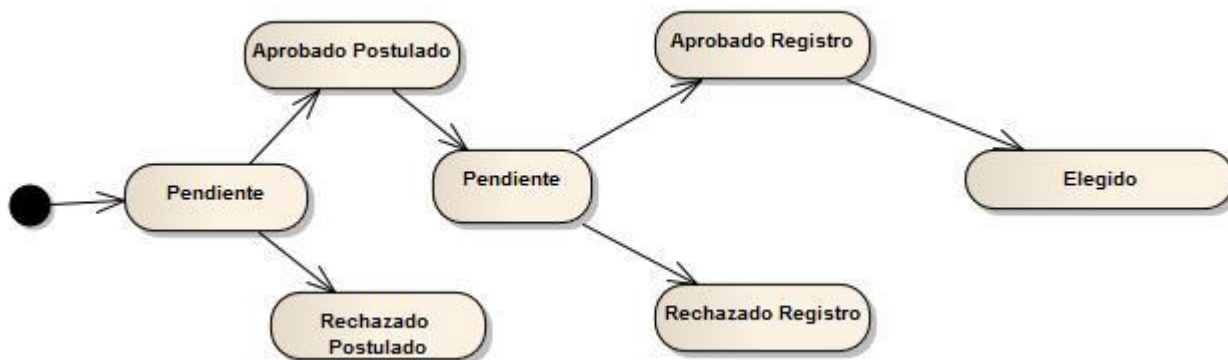 Aprobado Postulado
Aprobado Registro
Pendiente
Pendiente
Elegido
Rechazado
Postulado
Rechazado Registro